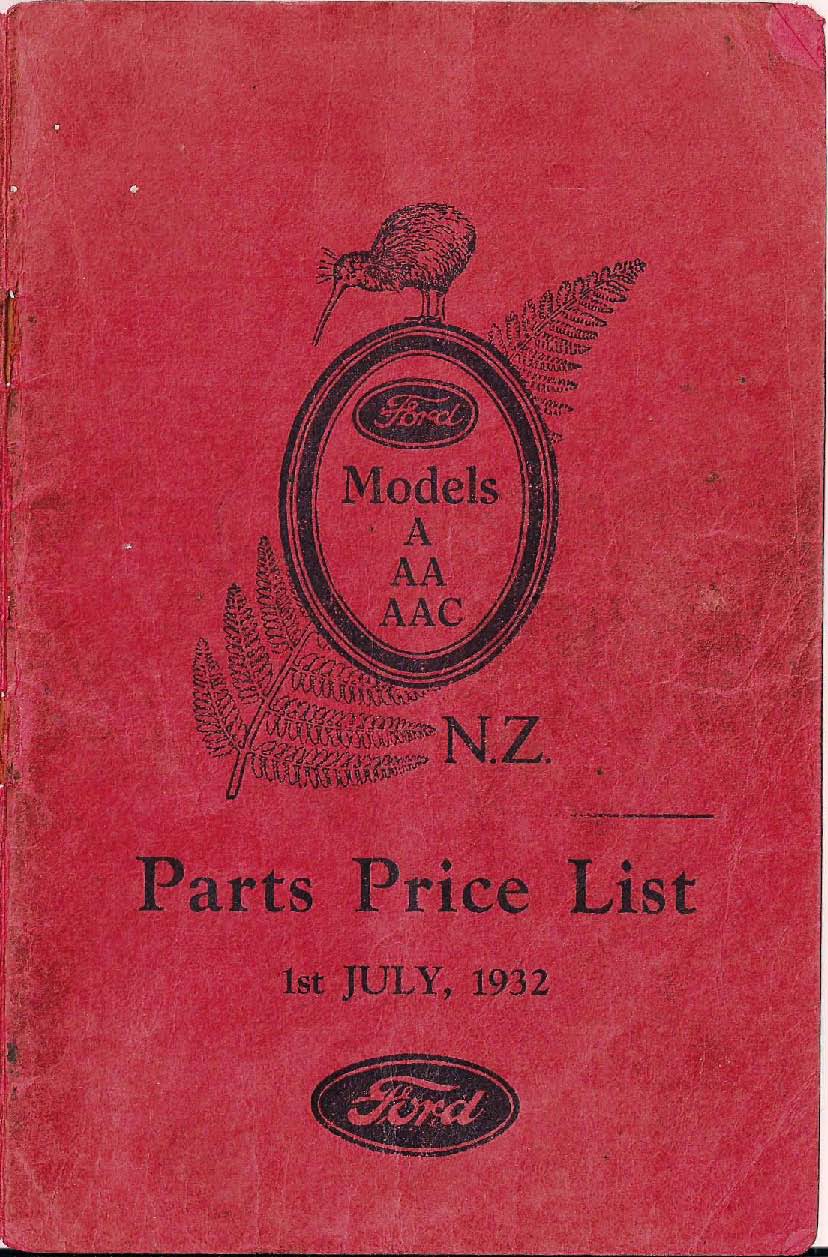 Ford
Models
A
AA
AAC
N.Z.
Parts Price List
1st JULY, 1932
Ford